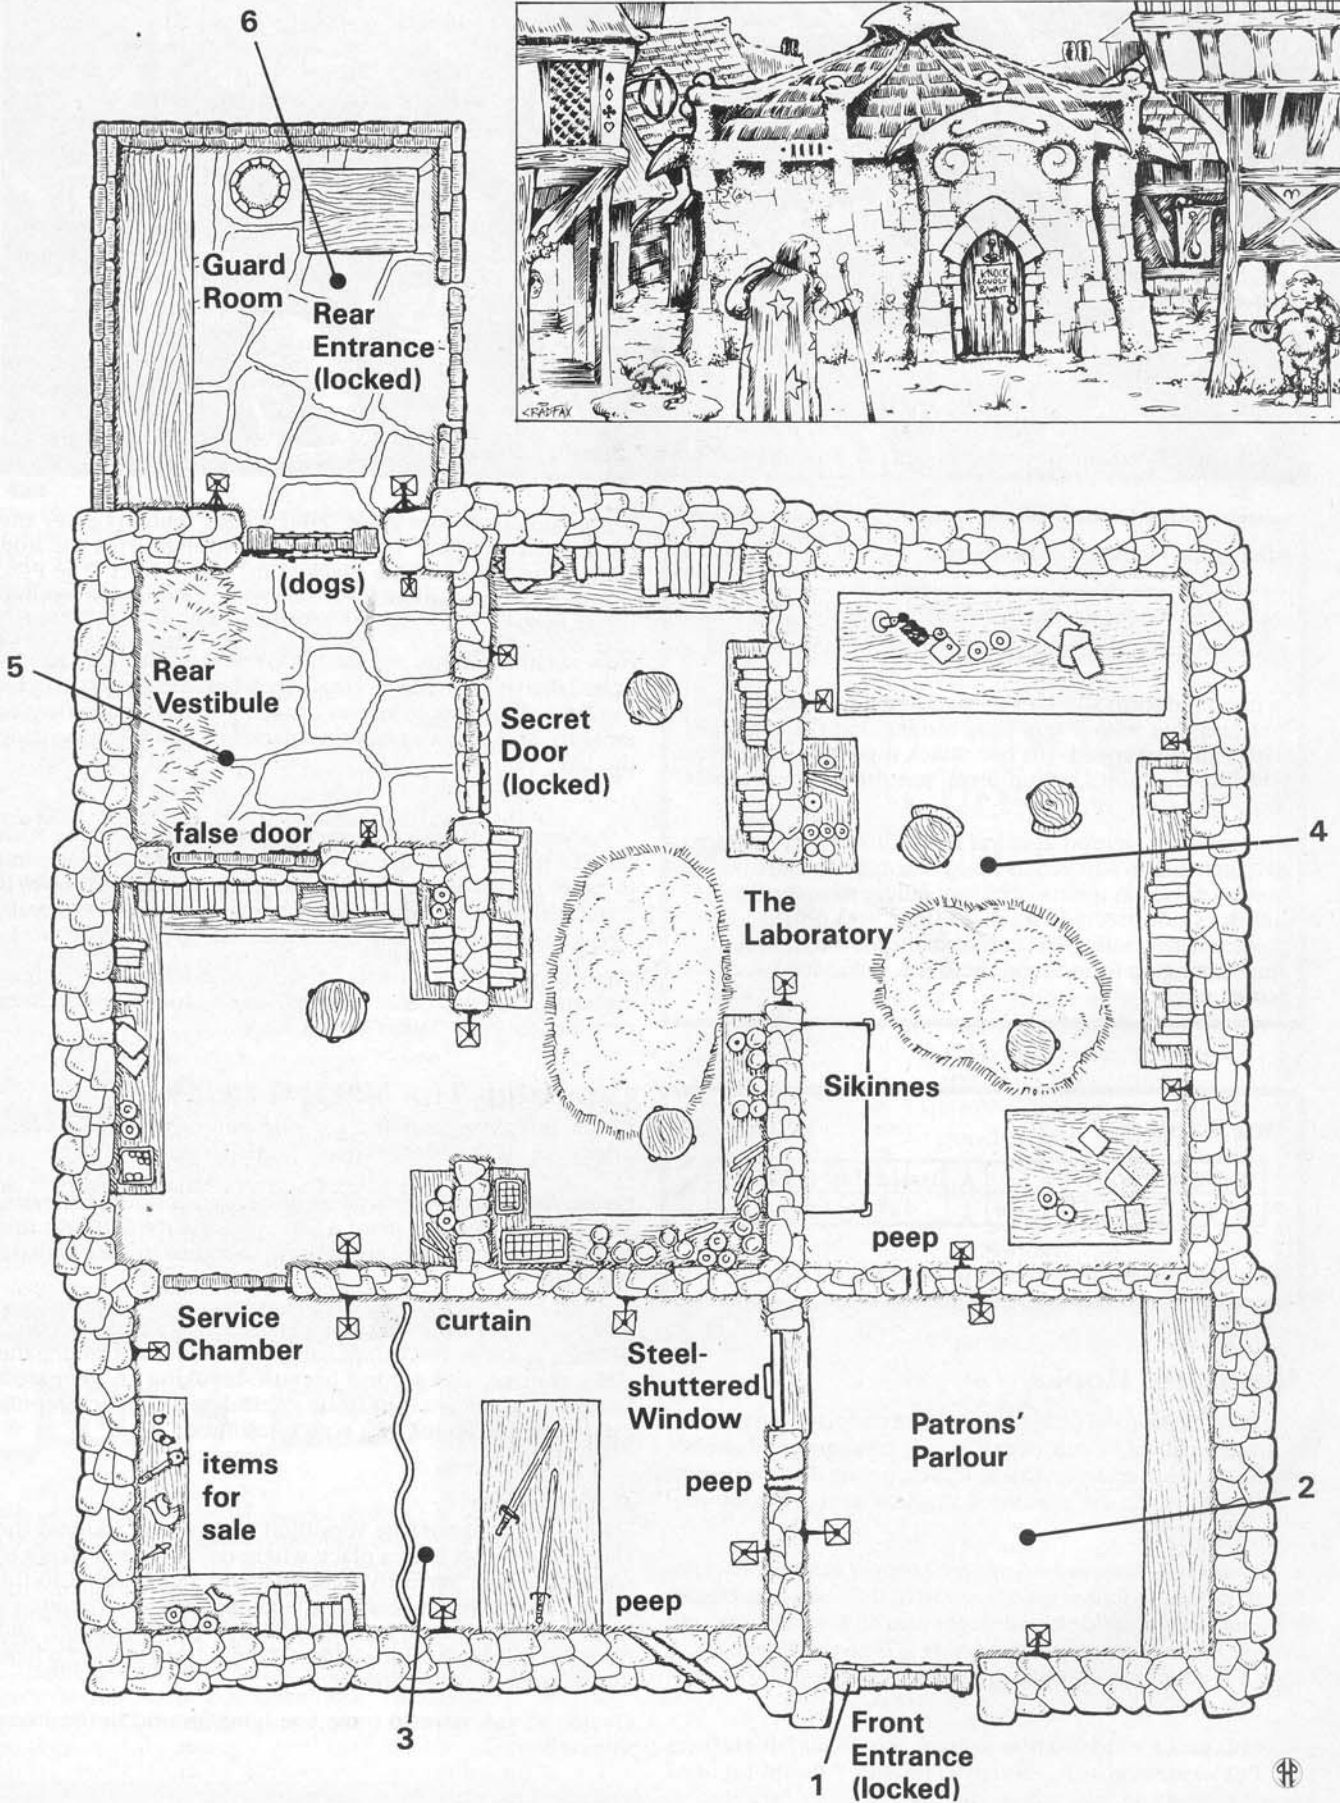 6
KNOCK
LOUDLY
& WAIT
CRADFAX
Guard
Room
Rear
Entrance
(locked)
(dogs)
5
Rear
Vestibule
Secret
Door
(locked)
false door
4
The
Laboratory
Sikinnes
peep
Service
Chamber
curtain
Steel-
shuttered
Window
Patrons'
Parlour
items
for
sale
peep
2
peep
3
Front
Entrance
(locked)
1